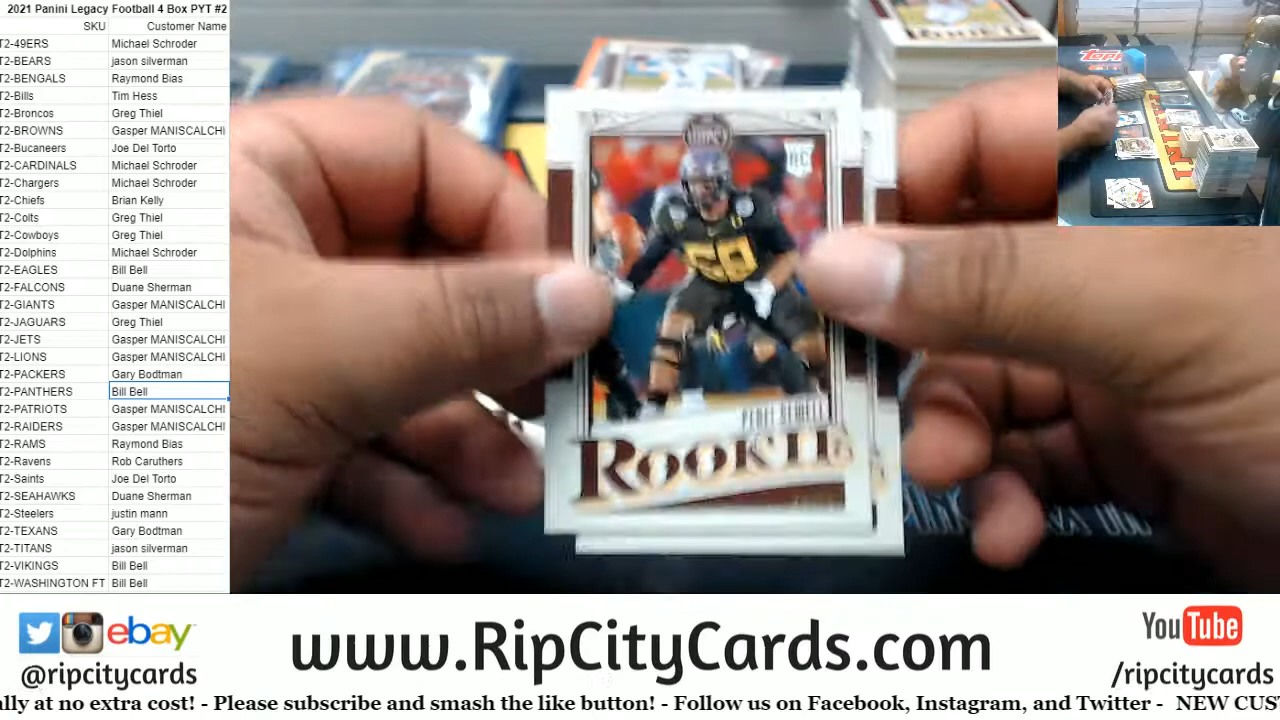 2021 Panini Legacy Football 4 Box PYT #2
SKU Customer Name
T2-49ERS Michael Schroder
T2-BEARS jason silverman
T2-BENGALS Raymond Bias
T2-Bills Tim Hess
T2-Broncos Greg Thiel
T2-BROWNS Gasper MANISCALCHI
T2-Bucaneers Joe Del Torto
T2-CARDINALS Michael Schroder
T2-Chargers Michael Schroder
T2-Chiefs Brian Kelly
T2-Colts Greg Thiel
T2-Cowboys Greg Thiel
T2-Dolphins Michael Schroder
T2-EAGLES Bill Bell
T2-FALCONS Duane Sherman
T2-GIANTS Gasper MANISCALCHI
T2-JAGUARS Greg Thiel
T2-JETS Gasper MANISCALCHI
T2-LIONS Gasper MANISCALCHI
T2-PACKERS Gary Bodtman
T2-PANTHERS Bill Bell
T2-PATRIOTS Gasper MANISCALCHI
T2-RAIDERS Gasper MANISCALCHI
T2-RAMS Raymond Bias
T2-Ravens Rob Caruthers
T2-Saints Joe Del Torto
T2-SEAHAWKS Duane Sherman
T2-Steelers justin mann
T2-TEXANS Gary Bodtman
T2-TITANS jason silverman
T2-VIKINGS Bill Bell
T2-WASHINGTON FT Bill Bell
ROOKIE
RC
58
PENEI SEWELL
ROOKIE
topps
PANINI
ebay
@ripcitycards
www.RipCityCards.com
YouTube
/ripcitycards
ally at no extra cost! - Please subscribe and smash the like button! - Follow us on Facebook, Instagram, and Twitter - NEW CUS